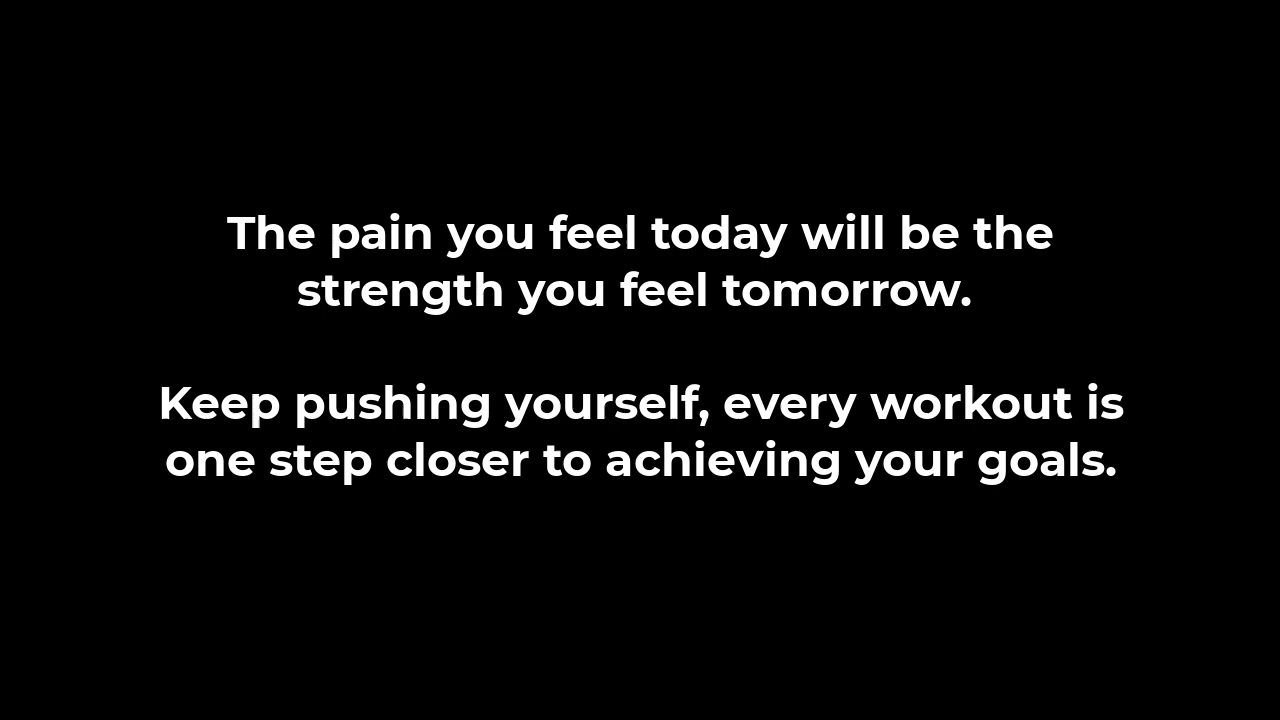 The pain you feel today will be the
strength you feel tomorrow.
Keep pushing yourself, every workout is
one step closer to achieving your goals.